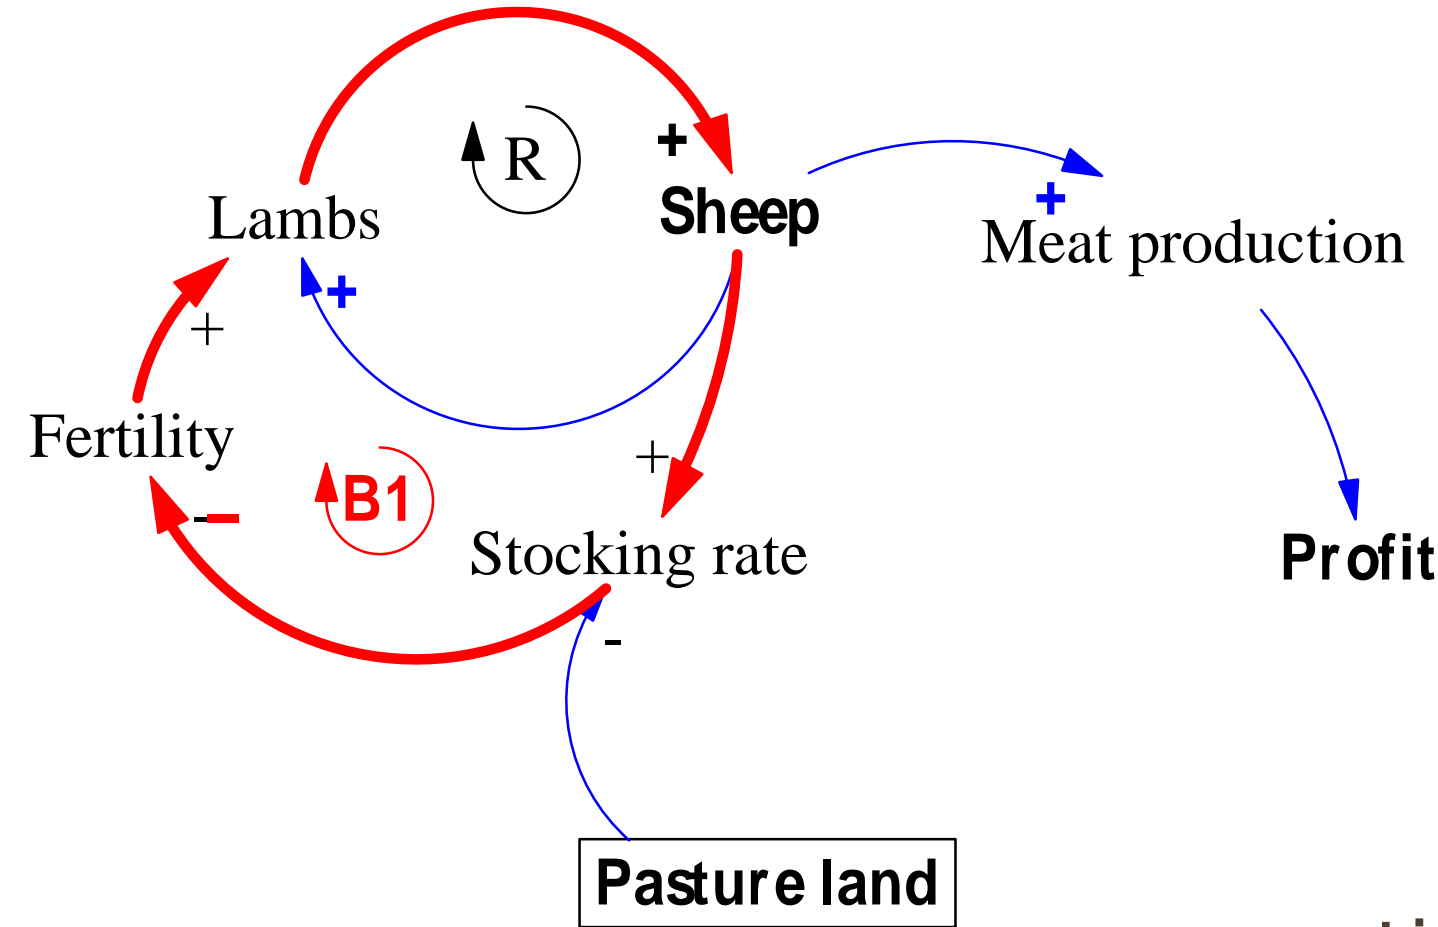 R
+
Lambs
Sheep
+
Meat production
+
+
Fertility
+
B1
-
–
Stocking rate
Profit
-
Pasture land